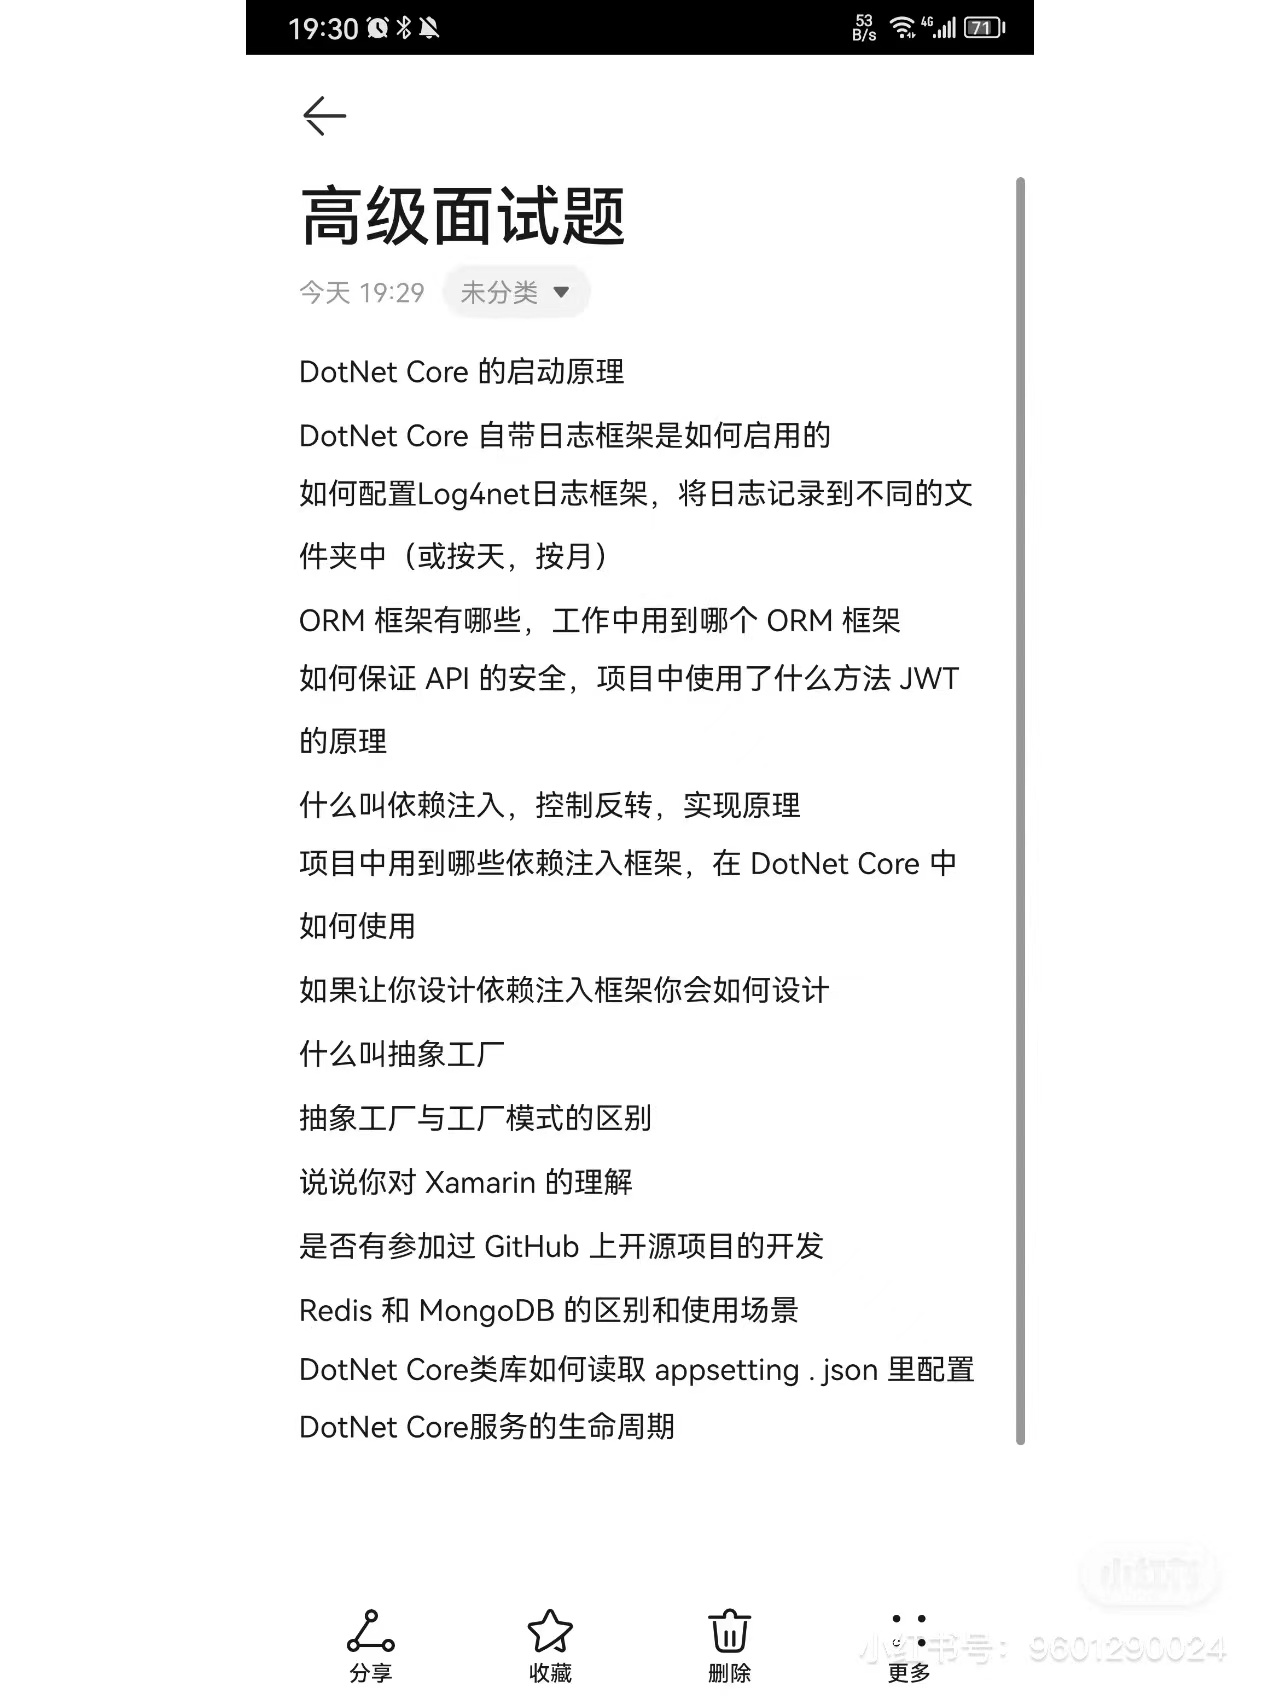 19:30
53 B/s
4G
71
高级面试题
今天 19:29 未分类
DotNet Core 的启动原理
DotNet Core 自带日志框架是如何启用的
如何配置Log4net日志框架，将日志记录到不同的文
件夹中（或按天，按月）
ORM 框架有哪些，工作中用到哪个 ORM 框架
如何保证 API 的安全，项目中使用了什么方法 JWT
的原理
什么叫依赖注入，控制反转，实现原理
项目中用到哪些依赖注入框架，在 DotNet Core 中
如何使用
如果让你设计依赖注入框架你会如何设计
什么叫抽象工厂
抽象工厂与工厂模式的区别
说说你对 Xamarin 的理解
是否有参加过 GitHub 上开源项目的开发
Redis 和 MongoDB 的区别和使用场景
DotNet Core类库如何读取 appsetting . json 里配置
DotNet Core服务的生命周期
小红书
小红书号：9601290024
分享 收藏 删除 更多